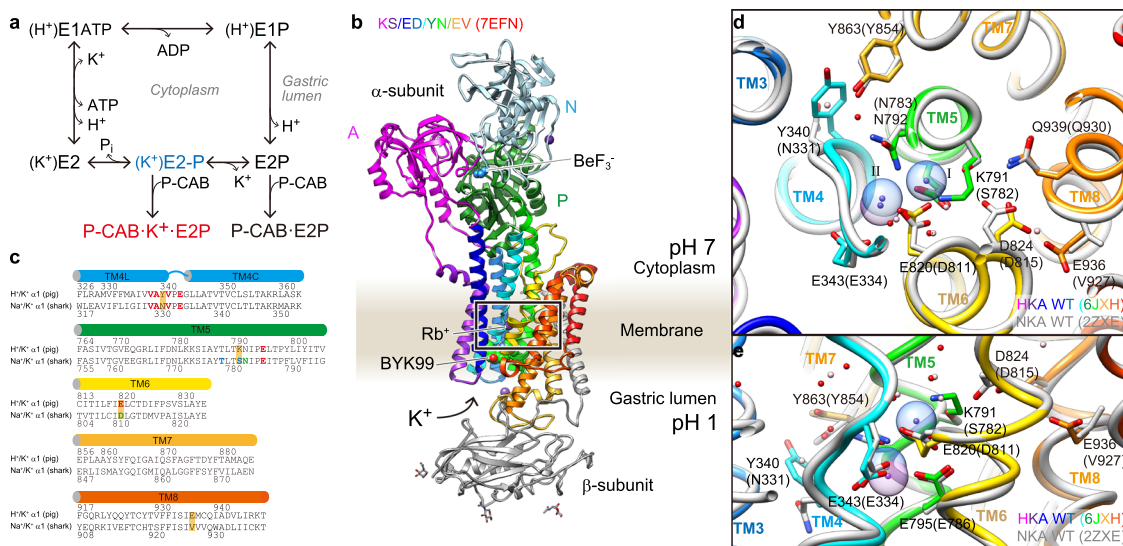 a
(H⁺)E1ATP
(H⁺)E1P
ADP
K⁺
Cytoplasm
Gastric
lumen
ATP
H⁺
H⁺
Pi
(K⁺)E2
(K⁺)E2-P
E2P
K⁺
P-CAB
P-CAB
P-CAB·K⁺·E2P
P-CAB·E2P
b
KS/ED/YN/EV (7EFN)
α-subunit
N
A
BeF₃⁻
P
pH 7
Cytoplasm
Rb⁺
Membrane
BYK99
Gastric lumen
K⁺
pH 1
β-subunit
c
TM4L TM4C
326 330 340 350 360
H⁺/K⁺ α1 (pig) FLRAMVFFMAIVVAYVPEGLLATVTVCLSLTAKRLASK
Na⁺/K⁺ α1 (shark) WLEAVIFLIGIIVANVPEGLLATVTVCLTLTAKRMARK
317 330 340 350
TM5
764 770 780 790 800
H⁺/K⁺ α1 (pig) FASIVTGVEQGRLIFDNLKKSIAYTLTKNIPELTPYLIYITV
Na⁺/K⁺ α1 (shark) FASIVTGVEEGRLIFDNLKKSIAYTLTSNIPEITPFLVFIIG
755 760 770 780 790
TM6
813 820
H⁺/K⁺ α1 (pig) CITILFIELCTDIFPSVSLAYE
Na⁺/K⁺ α1 (shark) TVTILCIDLGTDMVPAISLAYE
804 810 820
TM7
856 860 870 880
H⁺/K⁺ α1 (pig) EPLAAYSYFQIGAIQSFAGFTDYFTAMAQE
Na⁺/K⁺ α1 (shark) ERLISMAYGQIGMIQALGGFFSYFVILAEN
850 860 870
TM8
917 930 940
H⁺/K⁺ α1 (pig) FGQRLYQQYTCYTVFFISIEMCQIADVLIRKT
Na⁺/K⁺ α1 (shark) YEQRKIVEFTCHTSFFISIVVVQWADLIICKT
908 920 930
d
Y863(Y854)
TM7
TM3
(N783)
N792
TM5
Q939(Q930)
Y340
(N331)
II
I
K791
(S782)
TM4
TM8
D824
(D815)
E343(E334)
E820(D811)
E936
(V927)
TM6
HKA WT (6JXH)
NKA WT (2ZXE)
e
TM7
TM5
D824
(D815)
Y863(Y854)
K791
(S782)
E820(D811)
E936
(V927)
Y340
(N331)
E343(E334)
TM8
TM4
TM6
E795(E786)
TM3
HKA WT (6JXH)
NKA WT (2ZXE)